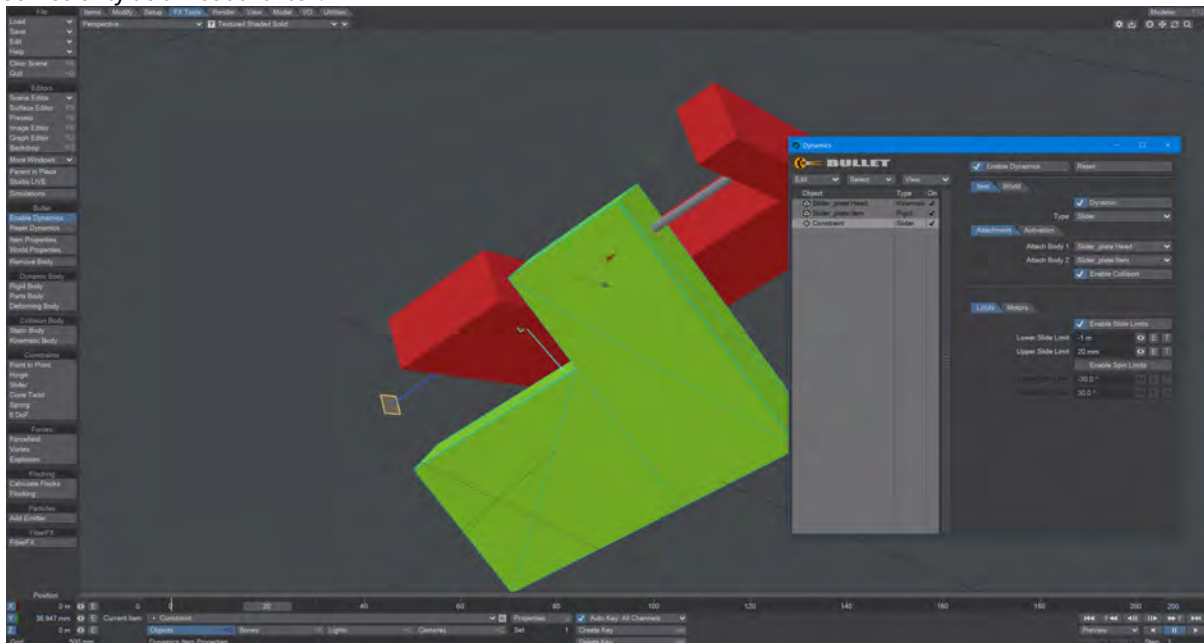 File Items Modify Setup FX Tools Render View Model I/O Utilities Modeler
Load Perspective Textured Shaded Solid
Save
Edit
Help
Clear Scene
Quit
Editors
Scene Editor
Surface Editor
Presets
Image Editor
Graph Editor
Backdrop
More Windows
Parent in Place
Studio LIVE
Simulations
Bullet
Enable Dynamics
Reset Dynamics
Item Properties
World Properties
Remove Body
Dynamic Body
Rigid Body
Parts Body
Deforming Body
Collision Body
Static Body
Kinematic Body
Constraints
Point to Point
Hinge
Slider
Cone Twist
Spring
6 DoF
Forces
Forcefield
Vortex
Explosion
Flocking
Calculate Flocks
Flocking
Particles
Add Emitter
FiberFX
FiberFX
Dynamics
BULLET
Edit Select View
Object Type On
Slider_plate:Head Kinematic
Slider_plate:Item Rigid
Constraint Slider
Enable Dynamics Reset
Item World
Dynamic
Type Slider
Attachment Activation
Attach Body 1 Slider_plate:Head
Attach Body 2 Slider_plate:Item
Enable Collision
Limits Motors
Enable Slide Limits
Lower Slide Limit -1 m E T
Upper Slide Limit 20 mm E T
Enable Spin Limits
-30.0 °
30.0 °
Position
X 0 m E 0 0 20 40 60 80 100 120 140 160 200 200
Y 36.947 mm E Current Item Constraint Properties Auto Key: All Channels
Z 0 m E Objects Bones Lights Cameras Sel: 1 Create Key Preview
Grid: 500 mm Dynamics Item Properties Delete Key Step 1